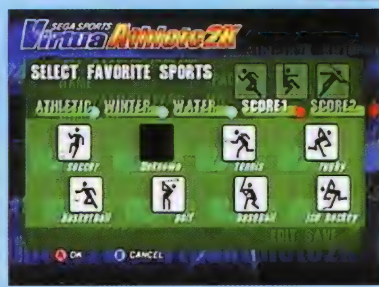 SEGA SPORTS
Virtua Athlete 2K
SELECT FAVORITE SPORTS
ATHLETIC WINTER WATER SCORE1 SCORE2
soccer Unknown Tennis rugby
basketball golf baseball ice hockey
EDIT SAVE
A OK B CANCEL